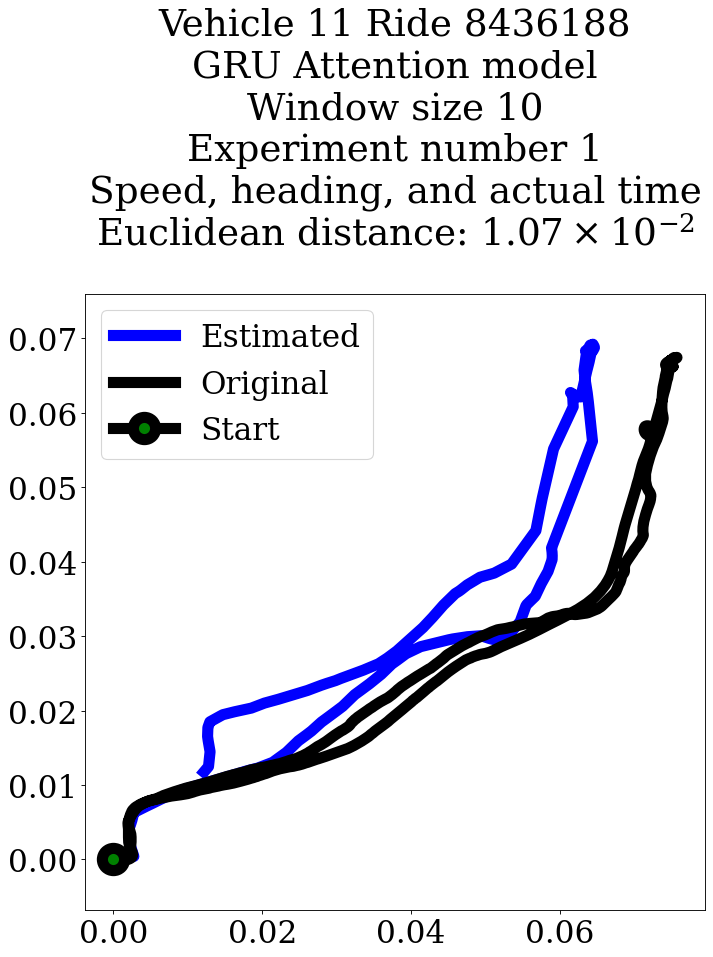 Vehicle 11 Ride 8436188
GRU Attention model
Window size 10
Experiment number 1
Speed, heading, and actual time
Euclidean distance: 1.07 × 10⁻²
Estimated
Original
Start
0.07
0.06
0.05
0.04
0.03
0.02
0.01
0.00
0.00 0.02 0.04 0.06